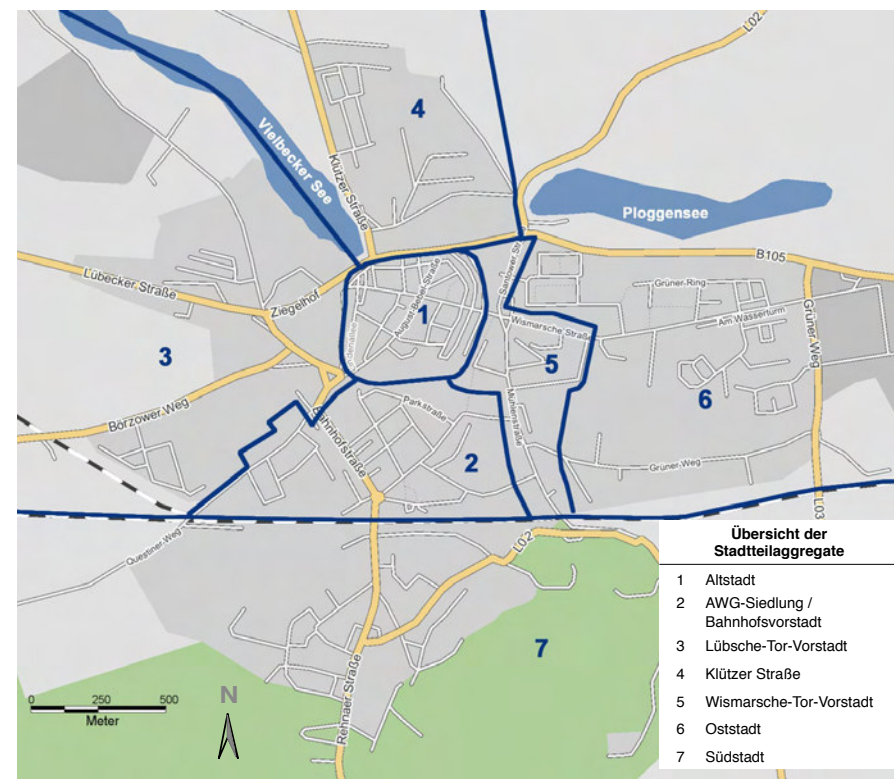 L02
4
Vielbecker See
Klützer Straße
Ploggensee
Santower Str.
B105
Lübecker Straße
Ziegelhof
August-Bebel-Straße
1
Lindenallee
Grüner-Ring
Am Wasserturm
Wismarsche Straße
Grüner Weg
3
5
6
Börzower Weg
Parkstraße
Mühlenstraße
Bahnhofstraße
2
Grüner-Weg
L03
Questiner-Weg
L02
7
Rehnaer Straße
0 250 500
Meter
N
Übersicht der
Stadtteilaggregate
1 Altstadt
2 AWG-Siedlung /
Bahnhofsvorstadt
3 Lübsche-Tor-Vorstadt
4 Klützer Straße
5 Wismarsche-Tor-Vorstadt
6 Oststadt
7 Südstadt